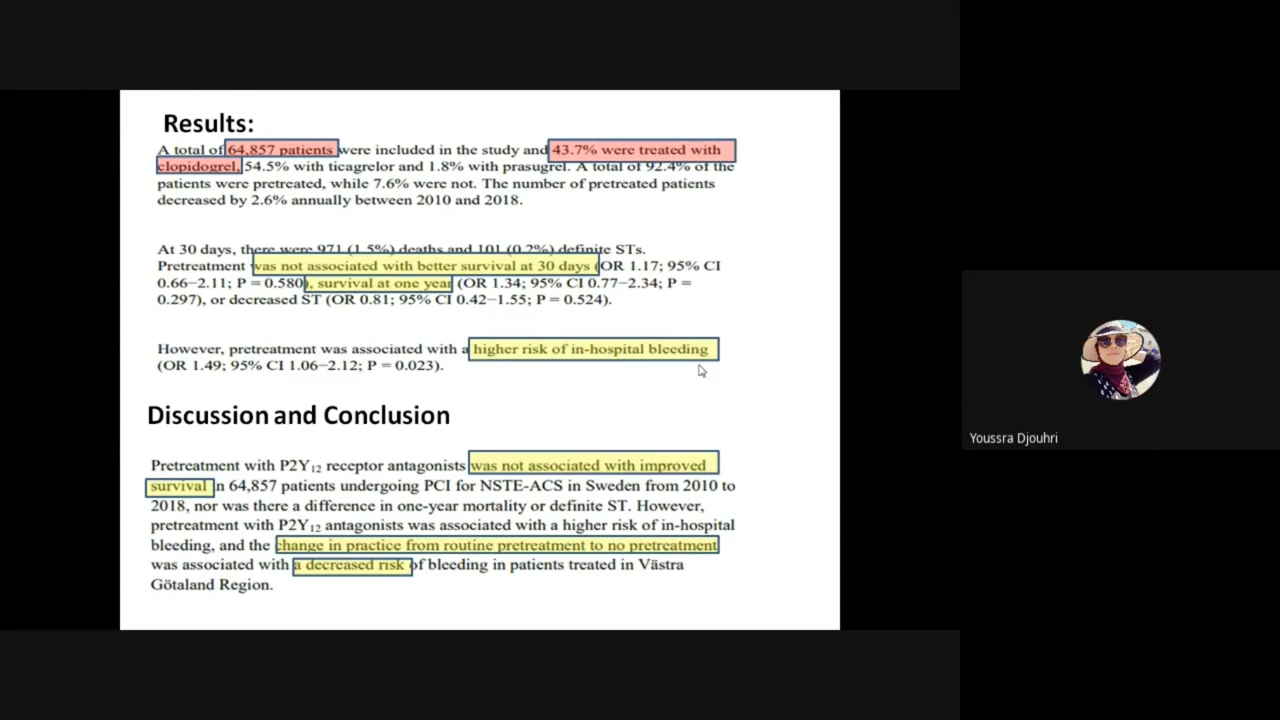 Results:
A total of 64,857 patients were included in the study and 43.7% were treated with
clopidogrel, 54.5% with ticagrelor and 1.8% with prasugrel. A total of 92.4% of the
patients were pretreated, while 7.6% were not. The number of pretreated patients
decreased by 2.6% annually between 2010 and 2018.
At 30 days, there were 971 (1.5%) deaths and 101 (0.2%) definite STs.
Pretreatment was not associated with better survival at 30 days (OR 1.17; 95% CI
0.66–2.11; P = 0.580), survival at one year (OR 1.34; 95% CI 0.77–2.34; P =
0.297), or decreased ST (OR 0.81; 95% CI 0.42–1.55; P = 0.524).
However, pretreatment was associated with a higher risk of in-hospital bleeding
(OR 1.49; 95% CI 1.06–2.12; P = 0.023).
Discussion and Conclusion
Pretreatment with P2Y₁₂ receptor antagonists was not associated with improved
survival in 64,857 patients undergoing PCI for NSTE-ACS in Sweden from 2010 to
2018, nor was there a difference in one-year mortality or definite ST. However,
pretreatment with P2Y₁₂ antagonists was associated with a higher risk of in-hospital
bleeding, and the change in practice from routine pretreatment to no pretreatment
was associated with a decreased risk of bleeding in patients treated in Västra
Götaland Region.
Youssra Djouhri